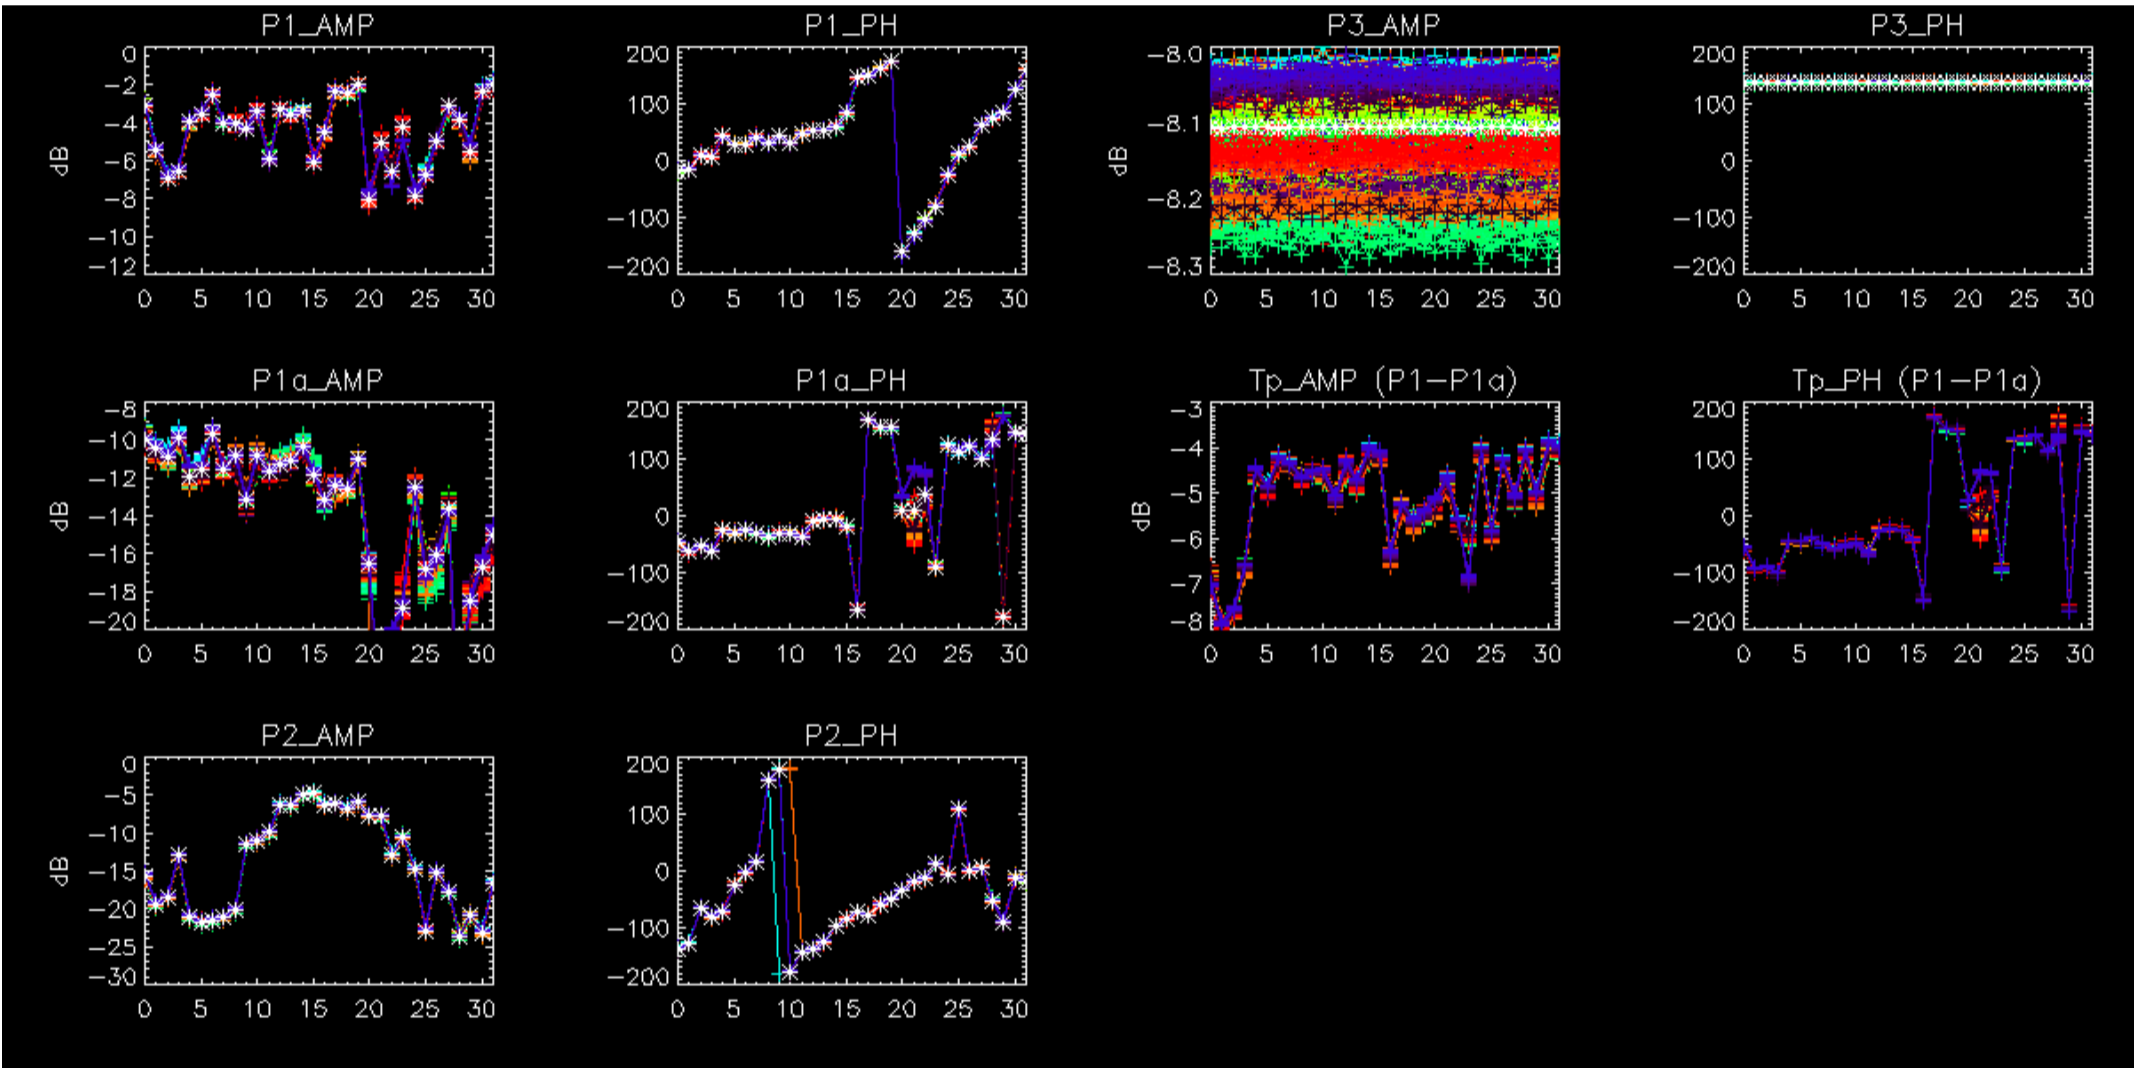 P1_AMP
dB
0
−2
−4
−6
−8
−10
−12
0 5 10 15 20 25 30
P1_PH
200
100
0
−100
−200
0 5 10 15 20 25 30
P3_AMP
dB
−8.0
−8.1
−8.2
−8.3
0 5 10 15 20 25 30
P3_PH
200
100
0
−100
−200
0 5 10 15 20 25 30
P1a_AMP
dB
−8
−10
−12
−14
−16
−18
−20
0 5 10 15 20 25 30
P1a_PH
200
100
0
−100
−200
0 5 10 15 20 25 30
Tp_AMP (P1−P1a)
dB
−3
−4
−5
−6
−7
−8
0 5 10 15 20 25 30
Tp_PH (P1−P1a)
200
100
0
−100
−200
0 5 10 15 20 25 30
P2_AMP
dB
0
−5
−10
−15
−20
−25
−30
0 5 10 15 20 25 30
P2_PH
200
100
0
−100
−200
0 5 10 15 20 25 30